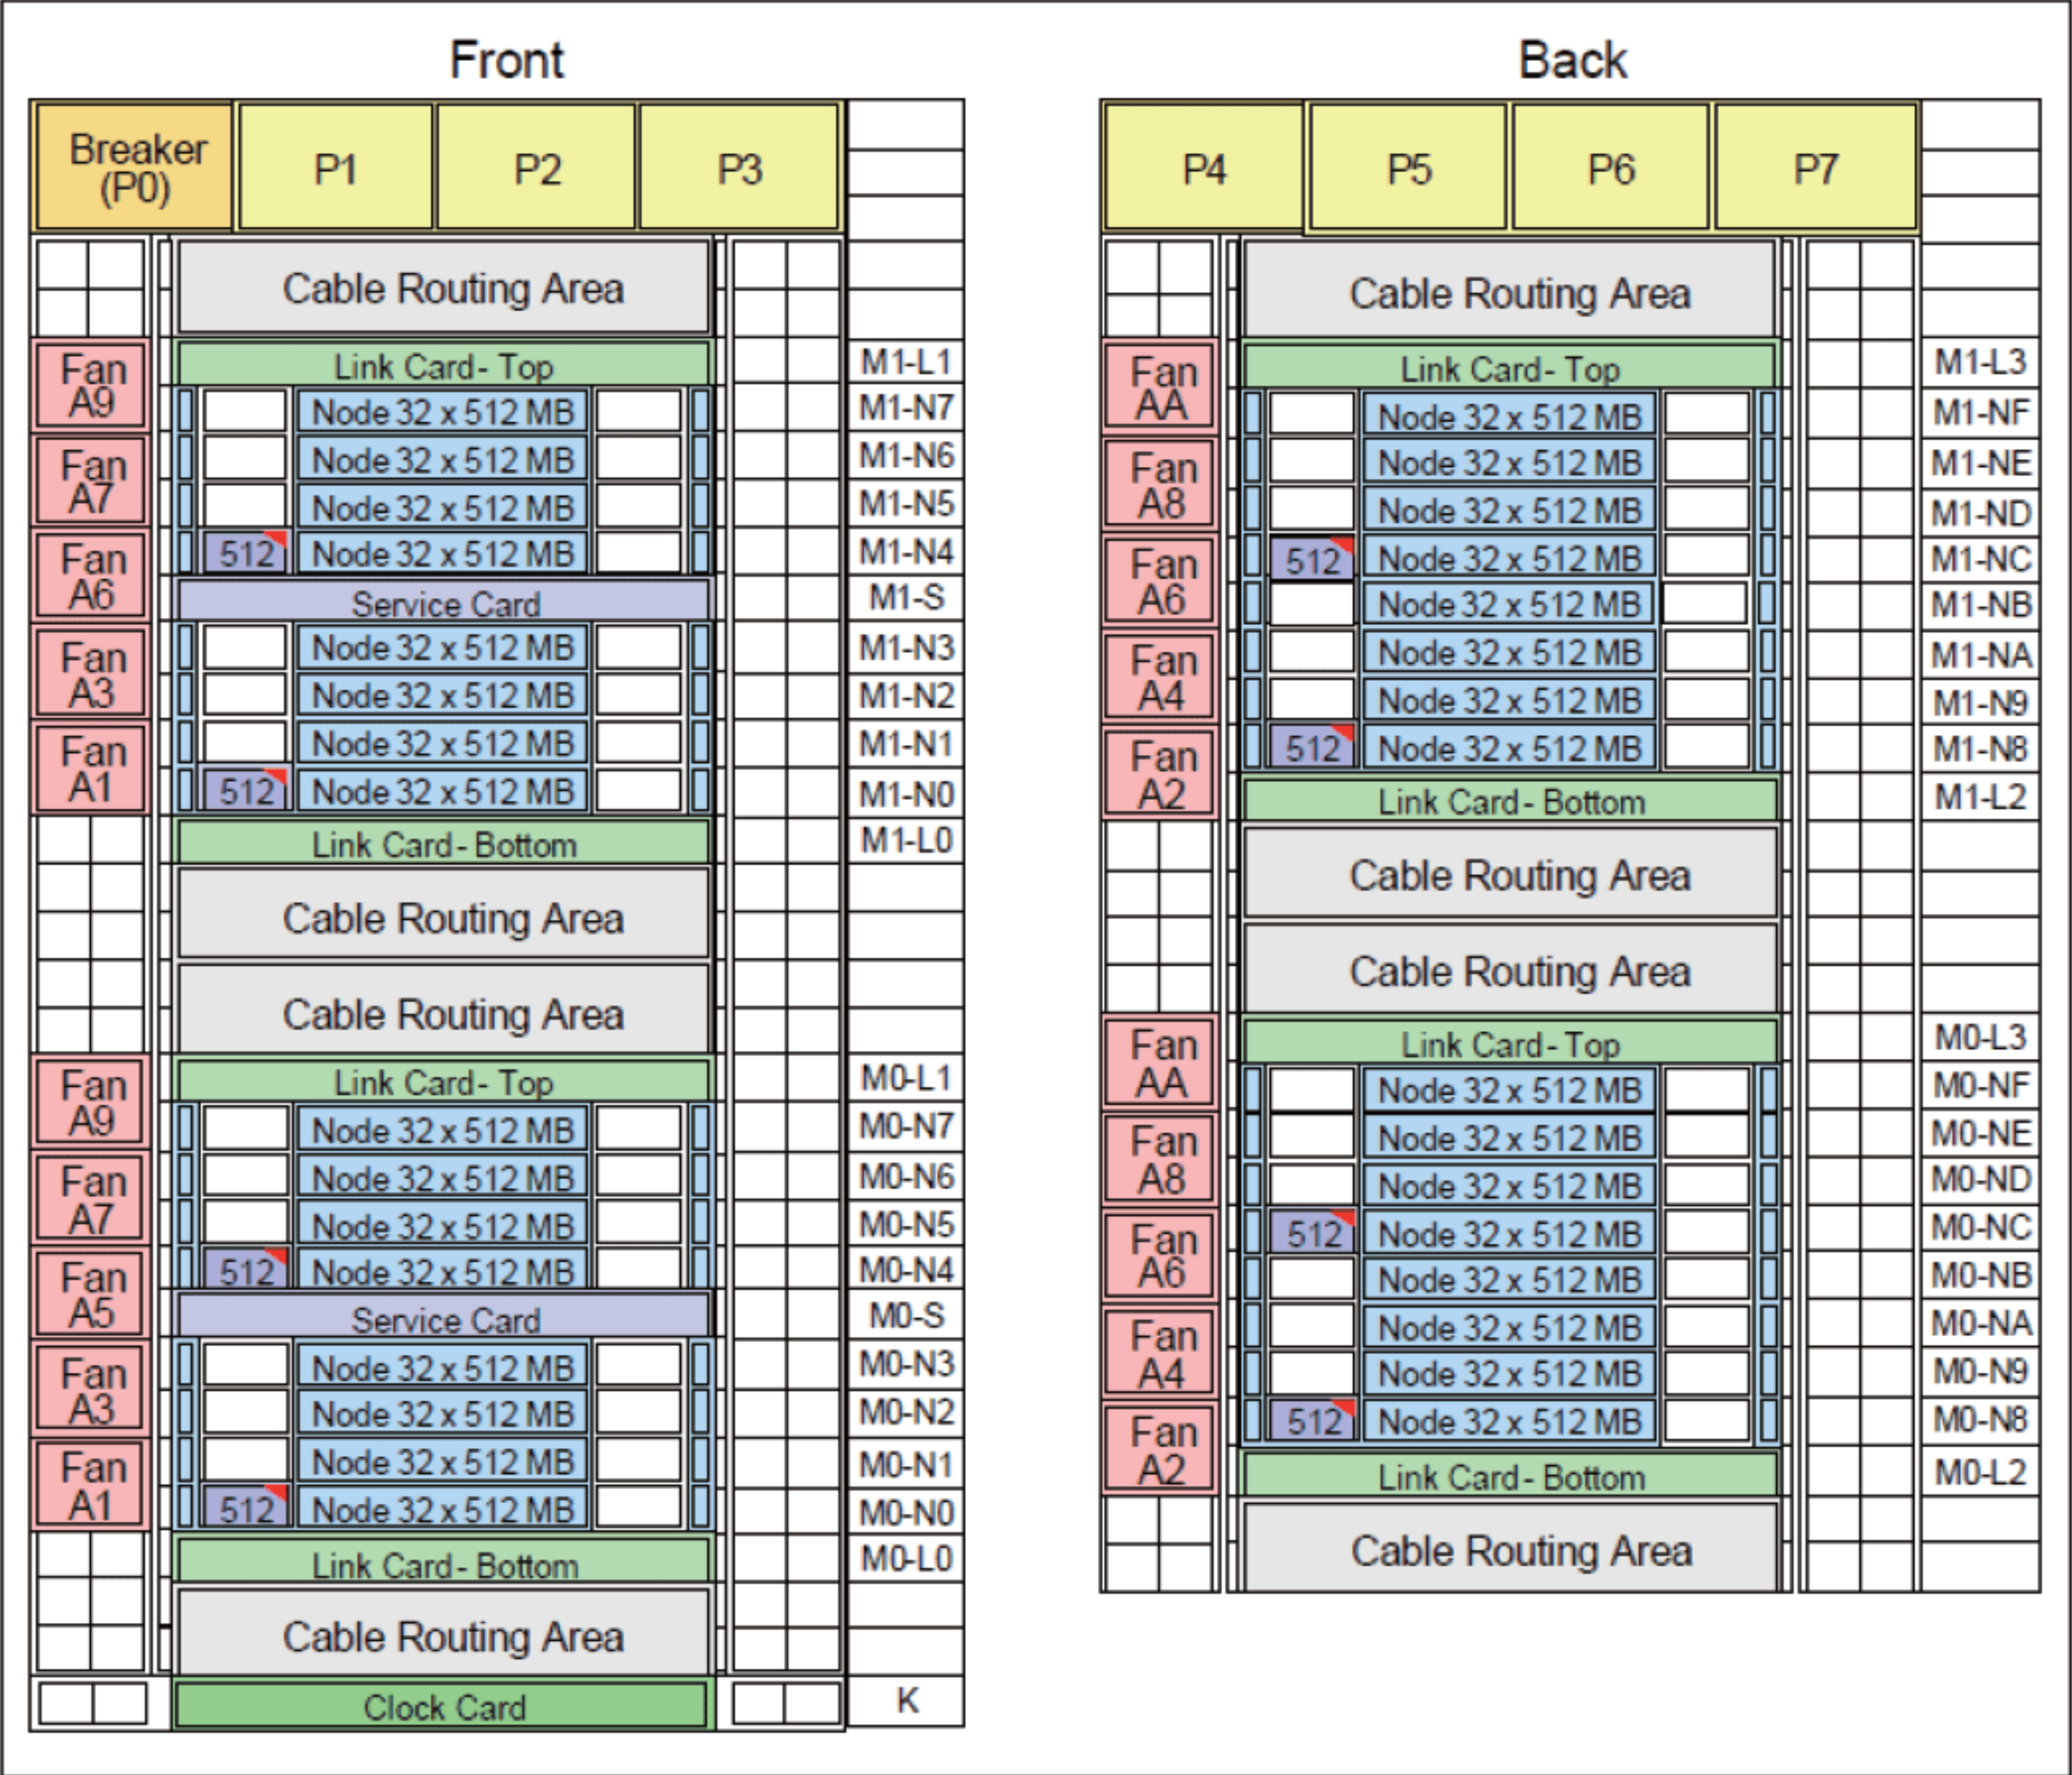 Front
Breaker
(P0)
P1
P2
P3
Cable Routing Area
Link Card- Top
M1-L1
Fan
A9
Node 32 x 512 MB
M1-N7
Node 32 x 512 MB
M1-N6
Fan
A7
Node 32 x 512 MB
M1-N5
512
Node 32 x 512 MB
M1-N4
Fan
A6
Service Card
M1-S
Node 32 x 512 MB
M1-N3
Fan
A3
Node 32 x 512 MB
M1-N2
Node 32 x 512 MB
M1-N1
Fan
A1
512
Node 32 x 512 MB
M1-N0
Link Card- Bottom
M1-L0
Cable Routing Area
Cable Routing Area
Link Card- Top
M0-L1
Fan
A9
Node 32 x 512 MB
M0-N7
Node 32 x 512 MB
M0-N6
Fan
A7
Node 32 x 512 MB
M0-N5
512
Node 32 x 512 MB
M0-N4
Fan
A5
Service Card
M0-S
Node 32 x 512 MB
M0-N3
Fan
A3
Node 32 x 512 MB
M0-N2
Node 32 x 512 MB
M0-N1
Fan
A1
512
Node 32 x 512 MB
M0-N0
Link Card- Bottom
M0-L0
Cable Routing Area
Clock Card
K
Back
P4
P5
P6
P7
Cable Routing Area
Link Card- Top
M1-L3
Fan
AA
Node 32 x 512 MB
M1-NF
Node 32 x 512 MB
M1-NE
Fan
A8
Node 32 x 512 MB
M1-ND
512
Node 32 x 512 MB
M1-NC
Fan
A6
Node 32 x 512 MB
M1-NB
Node 32 x 512 MB
M1-NA
Fan
A4
Node 32 x 512 MB
M1-N9
512
Node 32 x 512 MB
M1-N8
Fan
A2
Link Card- Bottom
M1-L2
Cable Routing Area
Cable Routing Area
Link Card- Top
M0-L3
Fan
AA
Node 32 x 512 MB
M0-NF
Node 32 x 512 MB
M0-NE
Fan
A8
Node 32 x 512 MB
M0-ND
512
Node 32 x 512 MB
M0-NC
Fan
A6
Node 32 x 512 MB
M0-NB
Node 32 x 512 MB
M0-NA
Fan
A4
Node 32 x 512 MB
M0-N9
512
Node 32 x 512 MB
M0-N8
Fan
A2
Link Card- Bottom
M0-L2
Cable Routing Area